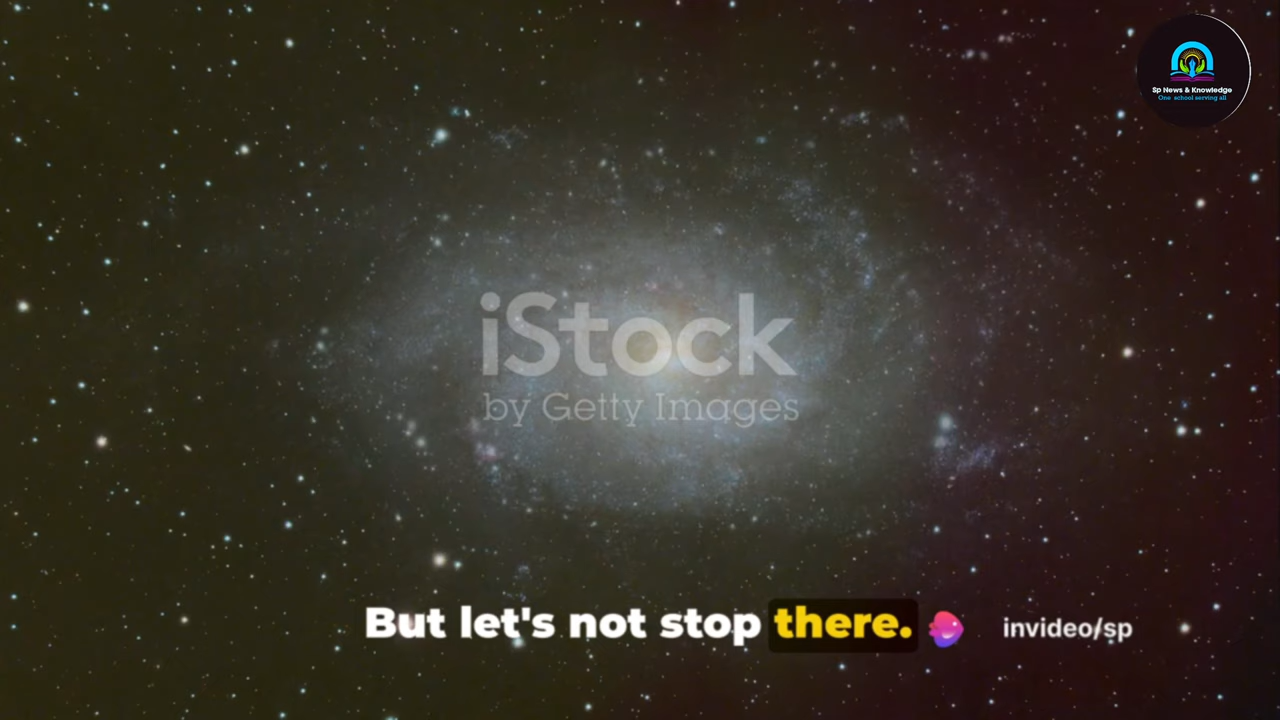 Sp News & Knowledge
One school serving all
iStock
by Getty Images
But let's not stop there.
invideo/sp